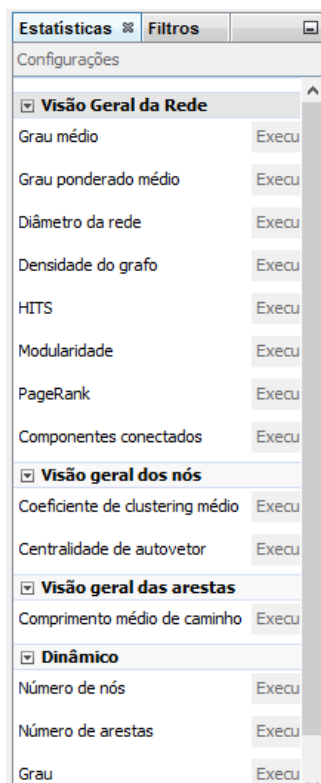 Estatísticas Filtros
Configurações
Visão Geral da Rede
Grau médio Execu
Grau ponderado médio Execu
Diâmetro da rede Execu
Densidade do grafo Execu
HITS Execu
Modularidade Execu
PageRank Execu
Componentes conectados Execu
Visão geral dos nós
Coeficiente de clustering médio Execu
Centralidade de autovetor Execu
Visão geral das arestas
Comprimento médio de caminho Execu
Dinâmico
Número de nós Execu
Número de arestas Execu
Grau Execu